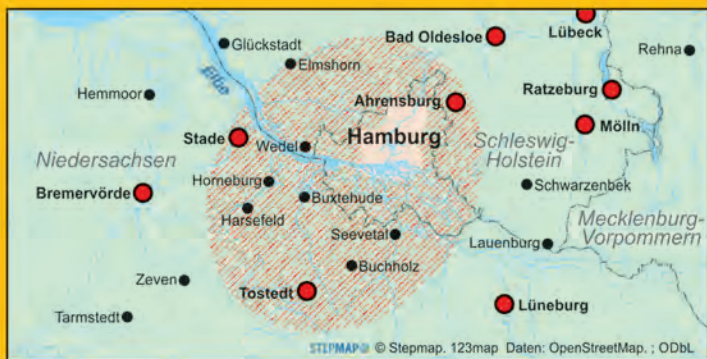 Lübeck
Bad Oldesloe
Rehna
Glückstadt
Elmshorn
Elbe
Hemmoor
Ratzeburg
Ahrensburg
Hamburg
Mölln
Stade
Wedel
Schleswig-
Holstein
Niedersachsen
Horneburg
Schwarzenbek
Bremervörde
Buxtehude
Harsefeld
Mecklenburg-
Vorpommern
Seevetal
Lauenburg
Buchholz
Zeven
Tostedt
Lüneburg
Tarmstedt
STEPMAP © Stepmap, 123map Daten: OpenStreetMap, ; ODbL